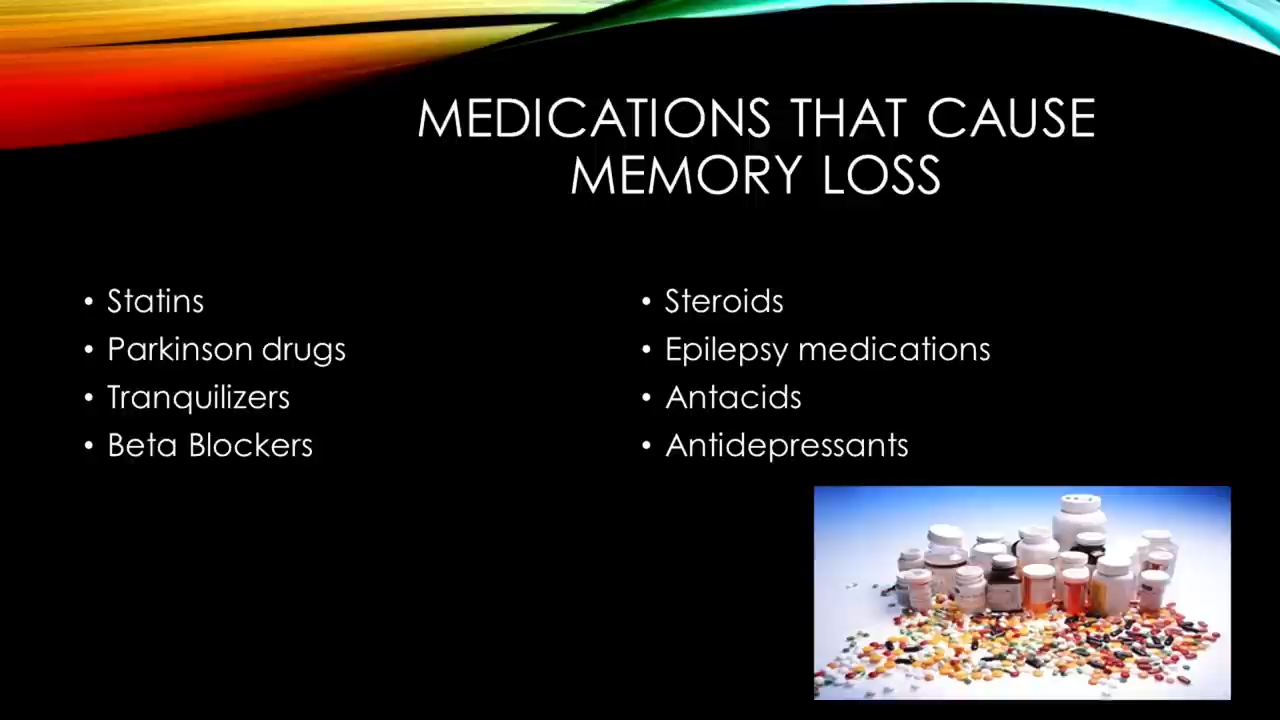 MEDICATIONS THAT CAUSE
MEMORY LOSS
• Statins
• Parkinson drugs
• Tranquilizers
• Beta Blockers
• Steroids
• Epilepsy medications
• Antacids
• Antidepressants